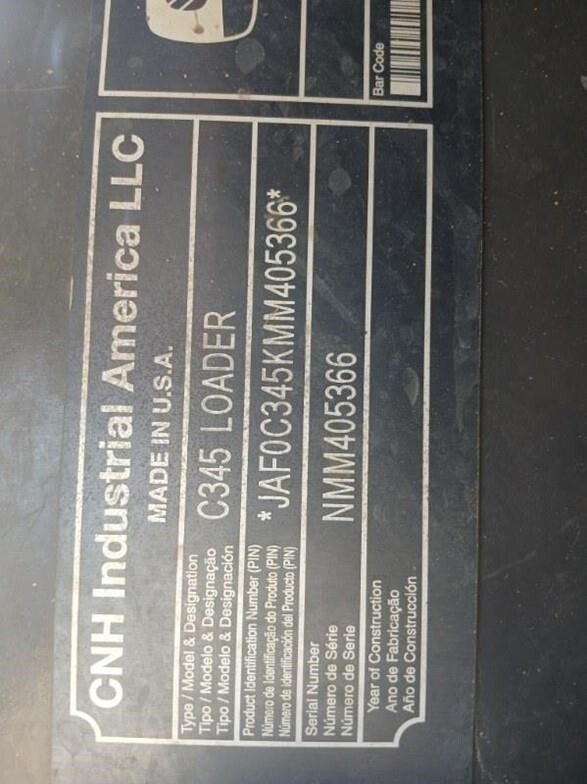 CNH Industrial America LLC
MADE IN U.S.A.
Type / Model & Designation
Tipo / Modelo & Designação
Tipo / Modelo & Designación
C345 LOADER
Product Identification Number (PIN)
Número de Identificação do Produto (PIN)
Número de identificación del Producto (PIN)
*JAF0C345KMM405366*
Serial Number
Número de Série
Número de Serie
NMM405366
Year of Construction
Ano de Fabricação
Año de Construcción
Bar Code